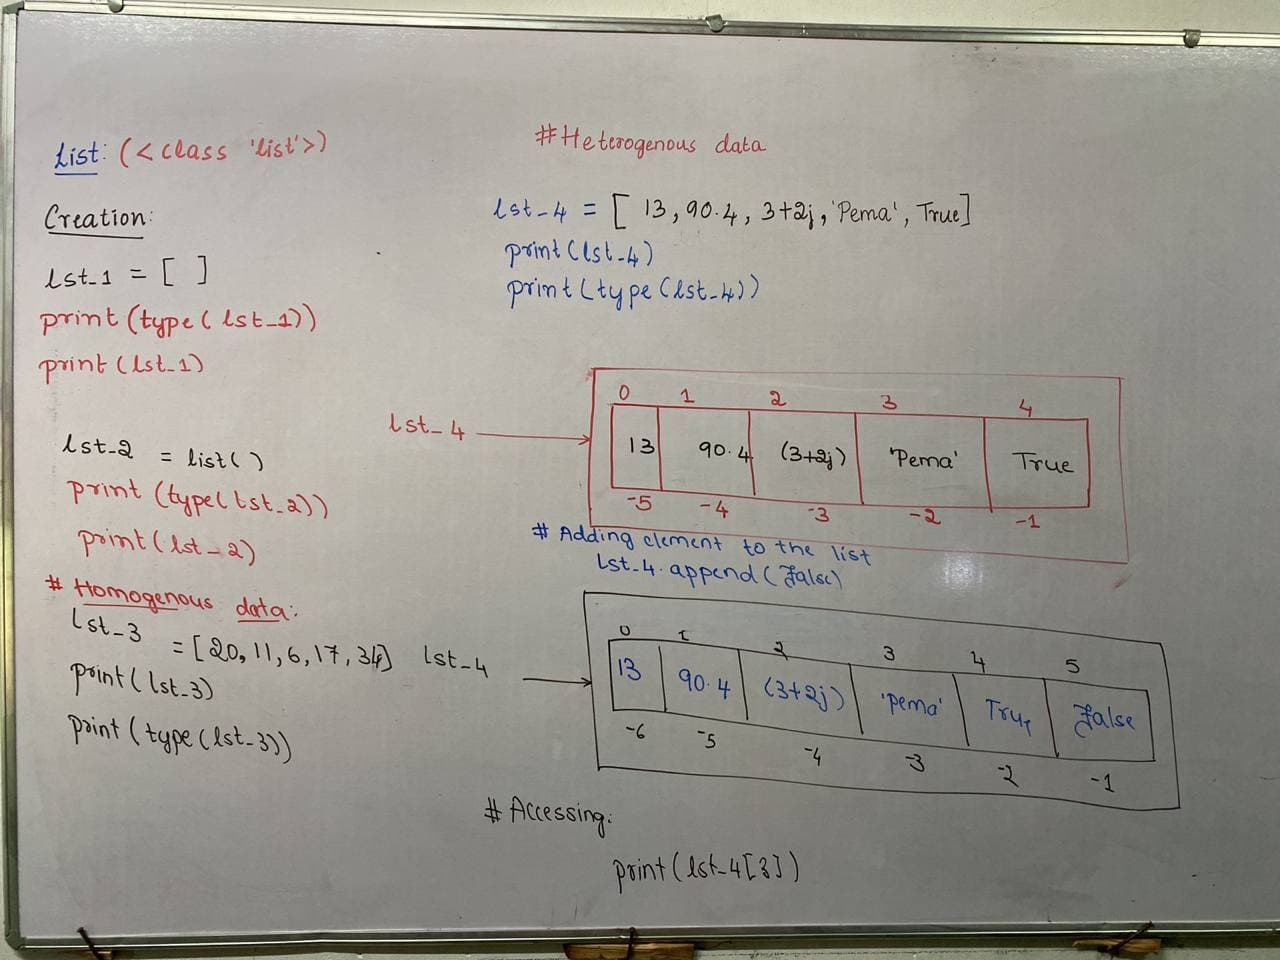 List: (<class 'list'>)
Creation:
lst_1 = [ ]
print(type(lst_1))
print(lst_1)
lst_2 = list()
print(type(lst_2))
print(lst_2)
# Homogenous data:
lst_3 = [20, 11, 6, 17, 34]
print(lst_3)
print(type(lst_3))
#Heterogenous data
lst_4 = [ 13, 90.4, 3+2j, 'Pema', True]
print(lst_4)
print(type(lst_4))
0 1 2 3 4
lst_4
13 90.4 (3+2j) 'Pema' True
-5 -4 -3 -2 -1
# Adding element to the list
lst_4.append(False)
0 1 2 3 4 5
lst_4
13 90.4 (3+2j) 'Pema' True False
-6 -5 -4 -3 -2 -1
# Accessing:
print(lst_4[3])